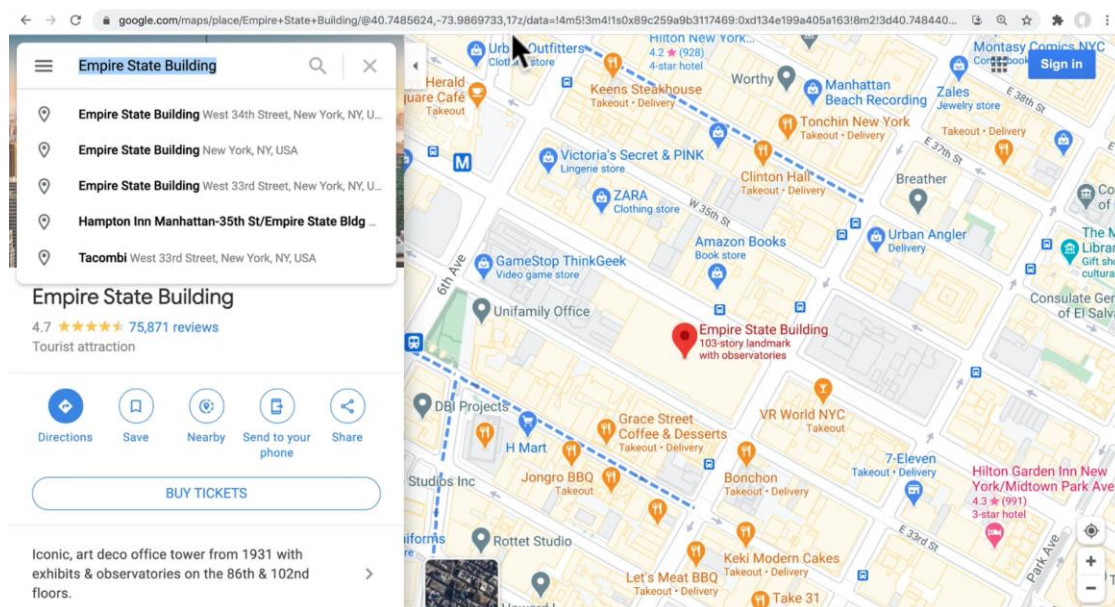 google.com/maps/place/Empire+State+Building/@40.7485624,-73.9869733,17z/data=!4m5!3m4!1s0x89c259a9b3117469:0xd134e199a405a163!8m2!3d40.748440...
Empire State Building
Empire State Building West 34th Street, New York, NY, U...
Empire State Building New York, NY, USA
Empire State Building West 33rd Street, New York, NY, U...
Hampton Inn Manhattan-35th St/Empire State Bldg ...
Tacombi West 33rd Street, New York, NY, USA
Empire State Building
4.7 75,871 reviews
Tourist attraction
Directions
Save
Nearby
Send to your
phone
Share
BUY TICKETS
Iconic, art deco office tower from 1931 with
exhibits & observatories on the 86th & 102nd
floors.
Sign in
Outfitters
store
Hilton New York...
4.2 ★ (928)
4-star hotel
Montasy Comics NYC
Herald
Square Café
Takeout
Keens Steakhouse
Takeout • Delivery
Worthy
Manhattan
Beach Recording
Zales
Jewelry store
E 38th St
Tonchin New York
Takeout • Delivery
Takeout • Delivery
E 37th St
M
Victoria's Secret & PINK
Lingerie store
Clinton Hall
Takeout • Delivery
Breather
ZARA
Clothing store
W 35th St
Urban Angler
Delivery
Amazon Books
Book store
The M
Librar
Gift sh
cultura
GameStop ThinkGeek
Video game store
6th Ave
Unifamily Office
Consulate Ger
of El Salv
Empire State Building
103-story landmark
with observatories
DBI Projects
H Mart
Grace Street
Coffee & Desserts
Takeout • Delivery
VR World NYC
Takeout
Studios Inc
Jongro BBQ
Takeout
Bonchon
Takeout • Delivery
7-Eleven
Takeout • Delivery
Hilton Garden Inn New
York/Midtown Park Ave
4.3 ★ (991)
3-star hotel
E 33rd St
Park Ave
iforms
re
Rottet Studio
Keki Modern Cakes
Takeout • Delivery
Let's Meat BBQ
Takeout • Delivery
Take 31